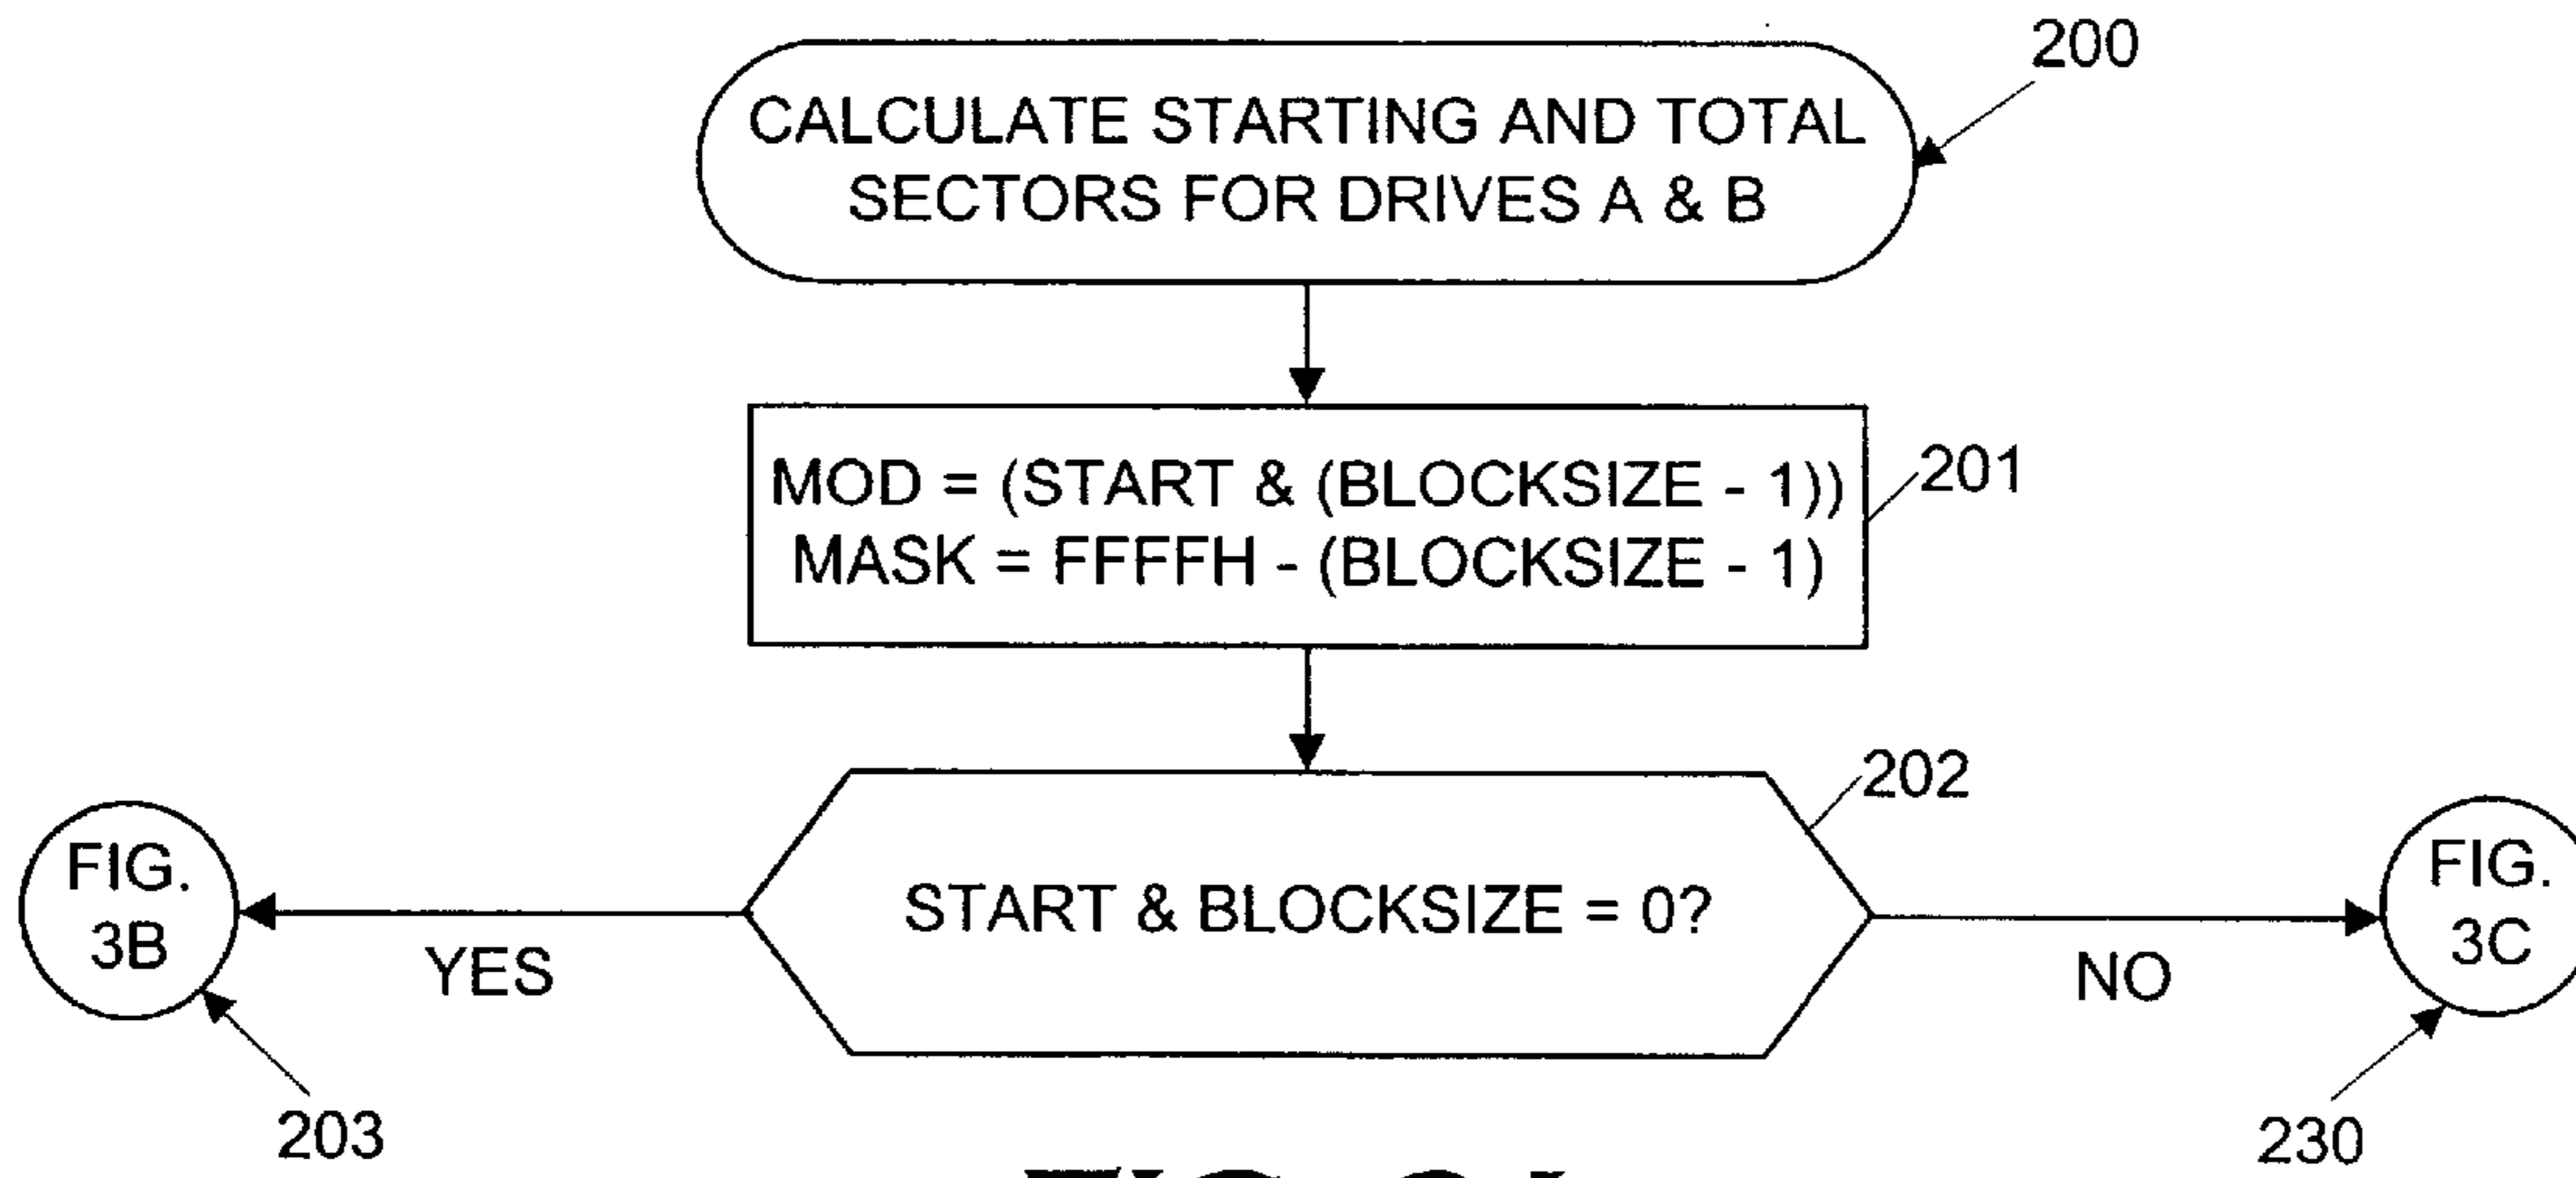 200
CALCULATE STARTING AND TOTAL
SECTORS FOR DRIVES A & B
MOD = (START & (BLOCKSIZE - 1))
MASK = FFFFH - (BLOCKSIZE - 1)
201
202
START & BLOCKSIZE = 0?
FIG.
3B
YES
NO
FIG.
3C
203
230